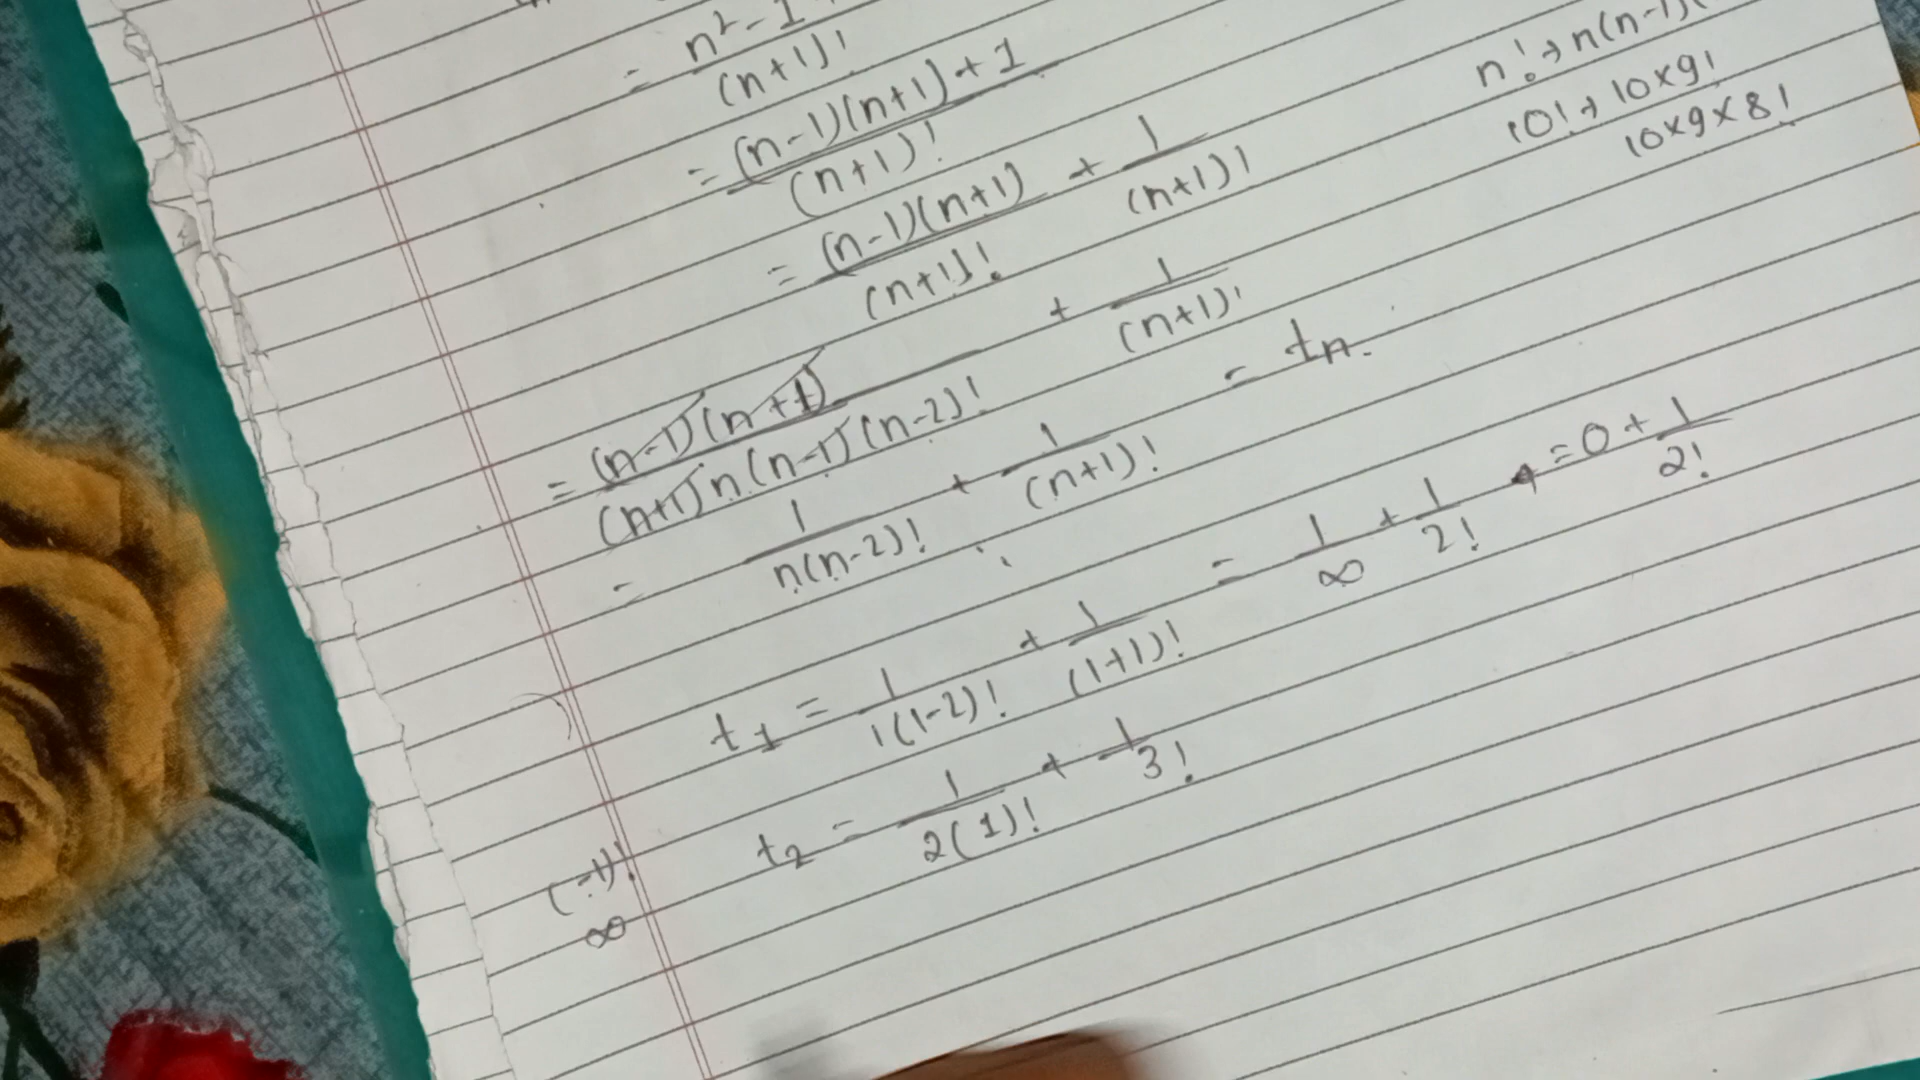 = n² - 1
(n+1)!
= (n-1)(n+1) + 1
(n+1)!
= (n-1)(n+1) + 1
(n+1)! (n+1)!
= (n-1)(n+1) + 1
(n+1)n(n-1)(n-2)! (n+1)!
= 1 + 1 = tn.
n(n-2)! (n+1)!
t1 = 1 + 1 = 1 + 1 = 0 + 1
1(1-2)! (1+1)! ∞ 2! 2!
t2 = 1 + 1
2(1)! 3!
(-1)!
∞
n! → n(n-1)
10! → 10×9!
10×9×8!